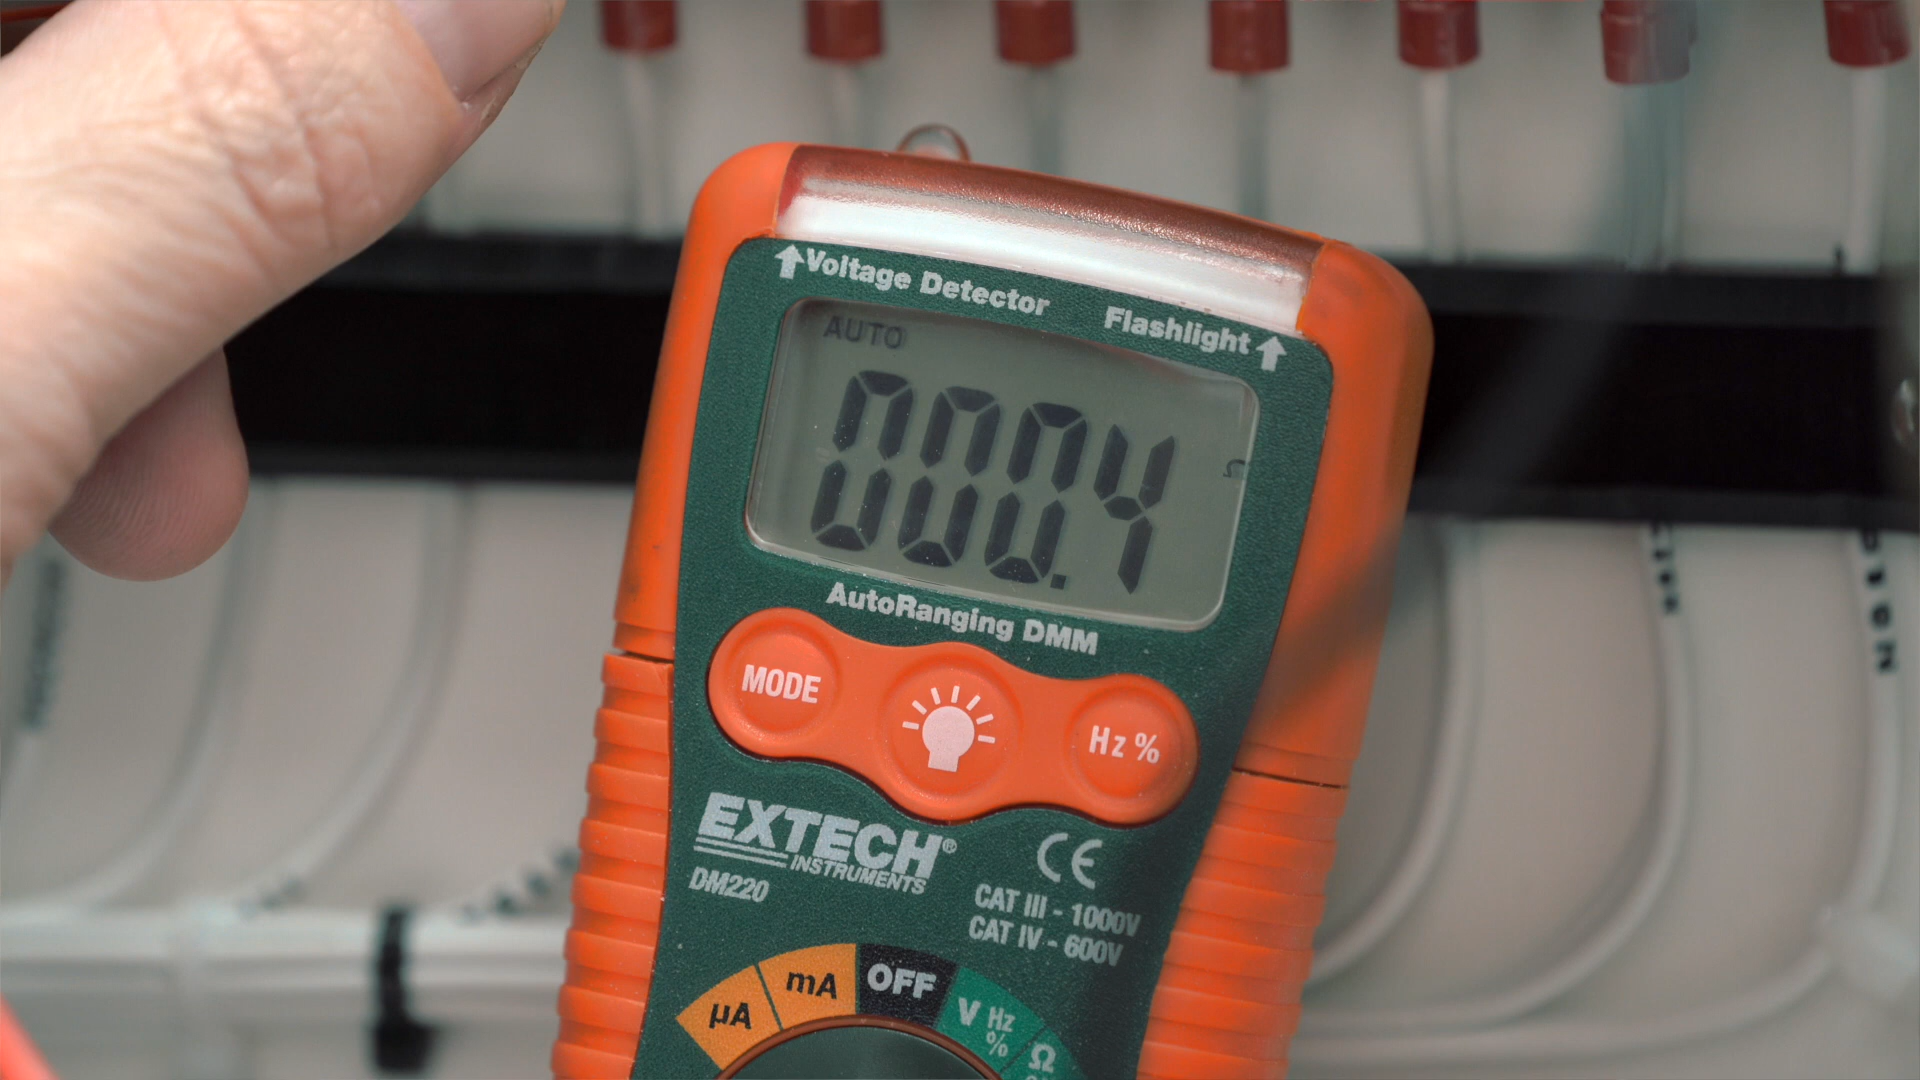 Voltage Detector
Flashlight
AUTO
000.4
Ω
AutoRanging DMM
MODE
Hz %
EXTECH®
INSTRUMENTS
DM220
CE
CAT III - 1000V
CAT IV - 600V
µA
mA
OFF
V Hz
%
Ω